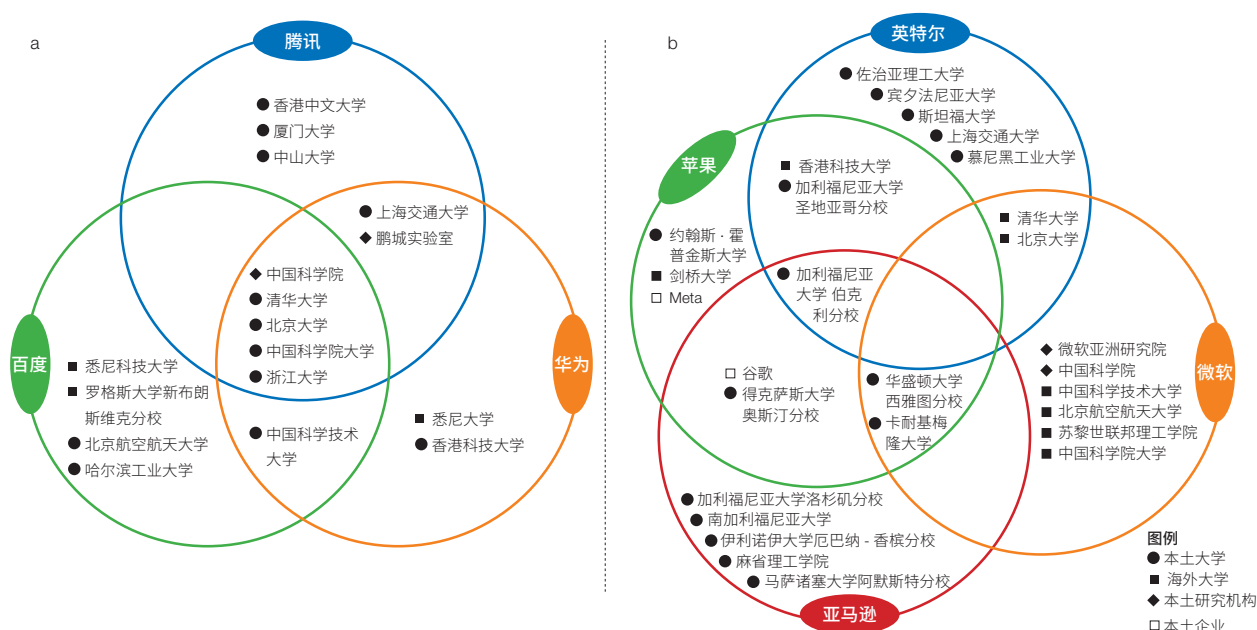 a
腾讯
香港中文大学
厦门大学
中山大学
上海交通大学
鹏城实验室
中国科学院
清华大学
北京大学
中国科学院大学
浙江大学
百度
华为
悉尼科技大学
罗格斯大学新布朗
斯维克分校
北京航空航天大学
哈尔滨工业大学
中国科学技术
大学
悉尼大学
香港科技大学
b
英特尔
佐治亚理工大学
宾夕法尼亚大学
斯坦福大学
上海交通大学
慕尼黑工业大学
苹果
香港科技大学
加利福尼亚大学
圣地亚哥分校
清华大学
北京大学
约翰斯·霍
普金斯大学
剑桥大学
Meta
加利福尼亚
大学 伯克
利分校
微软亚洲研究院
中国科学院
中国科学技术大学
北京航空航天大学
苏黎世联邦理工学院
中国科学院大学
微软
谷歌
得克萨斯大学
奥斯汀分校
华盛顿大学
西雅图分校
卡耐基梅
隆大学
加利福尼亚大学洛杉矶分校
南加利福尼亚大学
伊利诺伊大学厄巴纳 - 香槟分校
麻省理工学院
马萨诸塞大学阿默斯特分校
亚马逊
图例
本土大学
海外大学
本土研究机构
本土企业